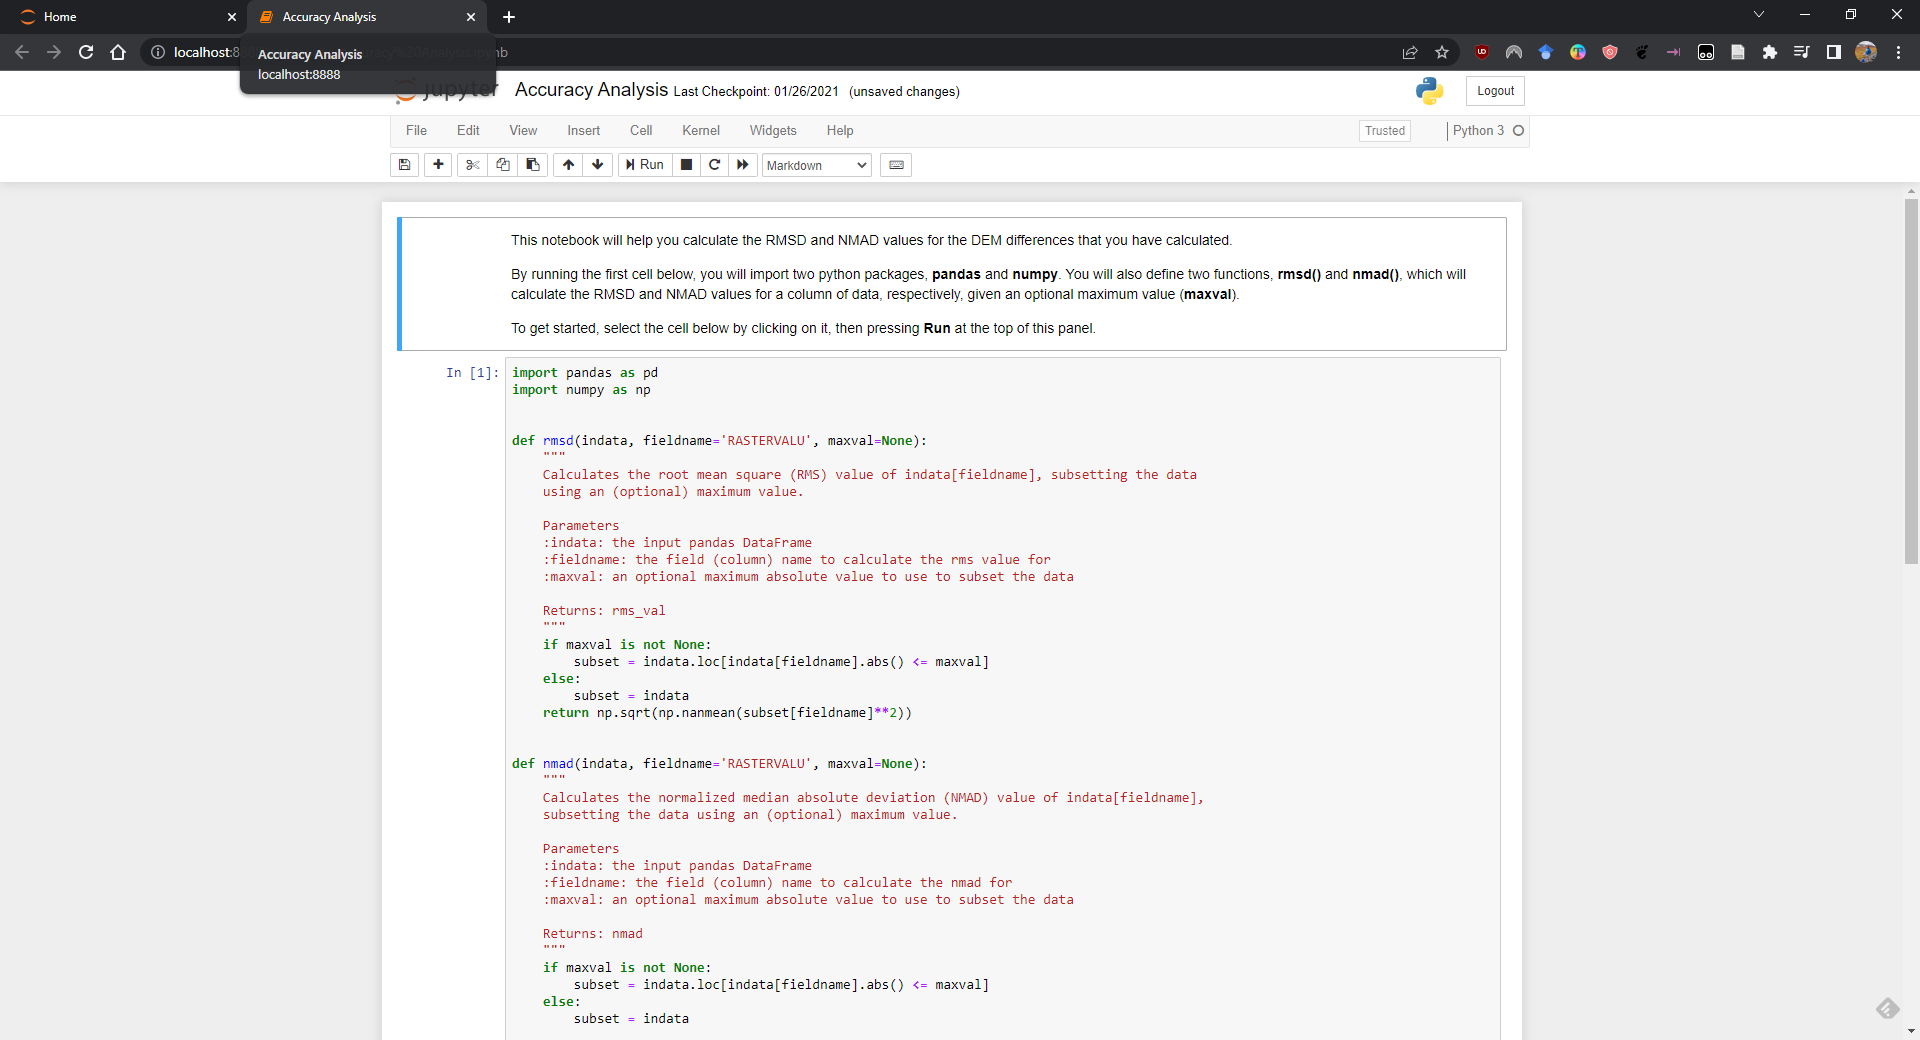 Home
Accuracy Analysis
localhost:8
nb
Accuracy Analysis
localhost:8888
jupyter Accuracy Analysis Last Checkpoint: 01/26/2021 (unsaved changes)
Logout
File Edit View Insert Cell Kernel Widgets Help
Trusted
Python 3
Run
Markdown
This notebook will help you calculate the RMSD and NMAD values for the DEM differences that you have calculated.
By running the first cell below, you will import two python packages, pandas and numpy. You will also define two functions, rmsd() and nmad(), which will
calculate the RMSD and NMAD values for a column of data, respectively, given an optional maximum value (maxval).
To get started, select the cell below by clicking on it, then pressing Run at the top of this panel.
In [1]:
import pandas as pd
import numpy as np
def rmsd(indata, fieldname='RASTERVALU', maxval=None):
"""
Calculates the root mean square (RMS) value of indata[fieldname], subsetting the data
using an (optional) maximum value.
Parameters
:indata: the input pandas DataFrame
:fieldname: the field (column) name to calculate the rms value for
:maxval: an optional maximum absolute value to use to subset the data
Returns: rms_val
"""
if maxval is not None:
subset = indata.loc[indata[fieldname].abs() <= maxval]
else:
subset = indata
return np.sqrt(np.nanmean(subset[fieldname]**2))
def nmad(indata, fieldname='RASTERVALU', maxval=None):
"""
Calculates the normalized median absolute deviation (NMAD) value of indata[fieldname],
subsetting the data using an (optional) maximum value.
Parameters
:indata: the input pandas DataFrame
:fieldname: the field (column) name to calculate the nmad for
:maxval: an optional maximum absolute value to use to subset the data
Returns: nmad
"""
if maxval is not None:
subset = indata.loc[indata[fieldname].abs() <= maxval]
else:
subset = indata